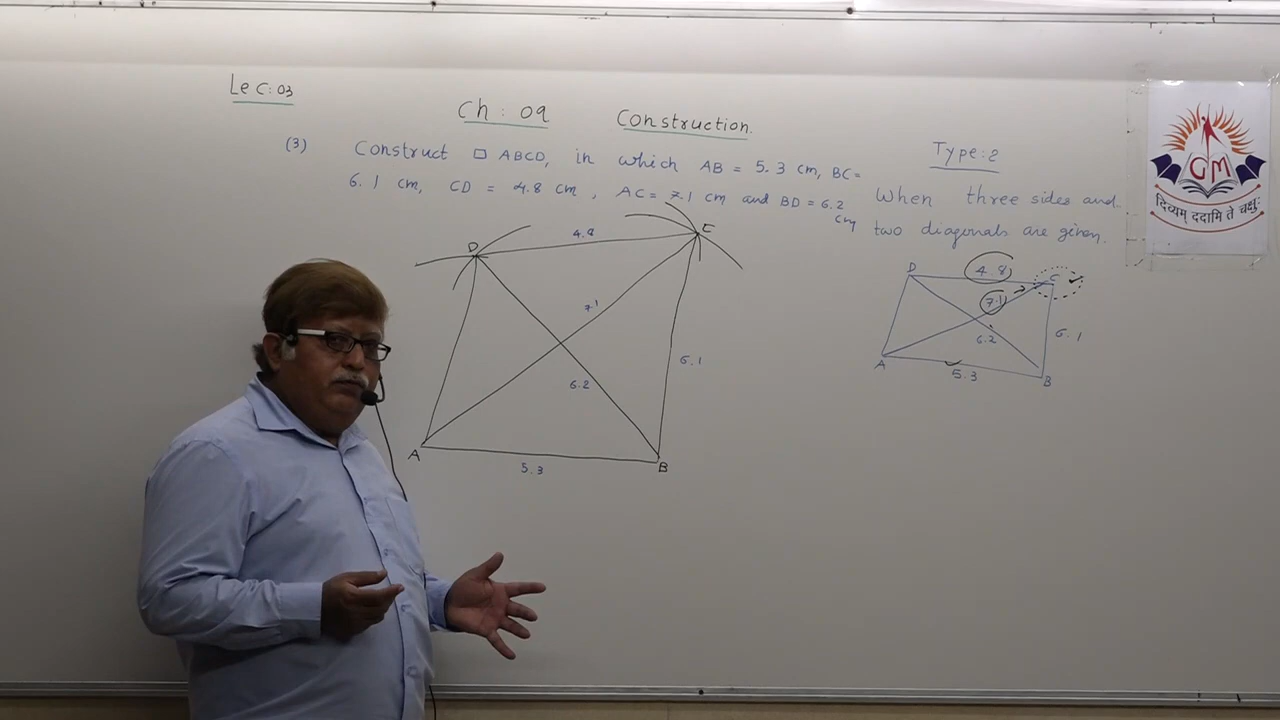 Lec:03
Ch: 09 Construction.
(3) Construct □ ABCD, in which AB = 5.3 cm, BC =
6.1 cm, CD = 4.8 cm, AC = 7.1 cm and BD = 6.2
cm
Type:2
When three sides and
two diagonals are given.
D 4.8 C
7.1
6.2
6.1
A 5.3 B
D 4.8 C
7.1
6.2
6.1
A 5.3 B
GM
दिव्यम् ददामि ते चक्षुः